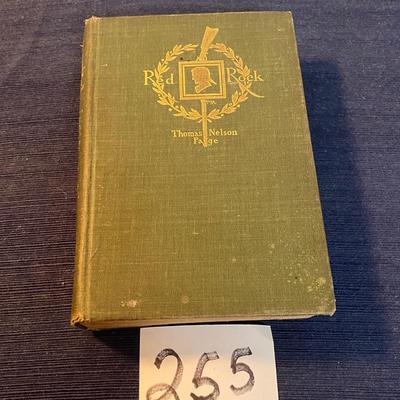 Red Rock
Thomas Nelson
Page
255